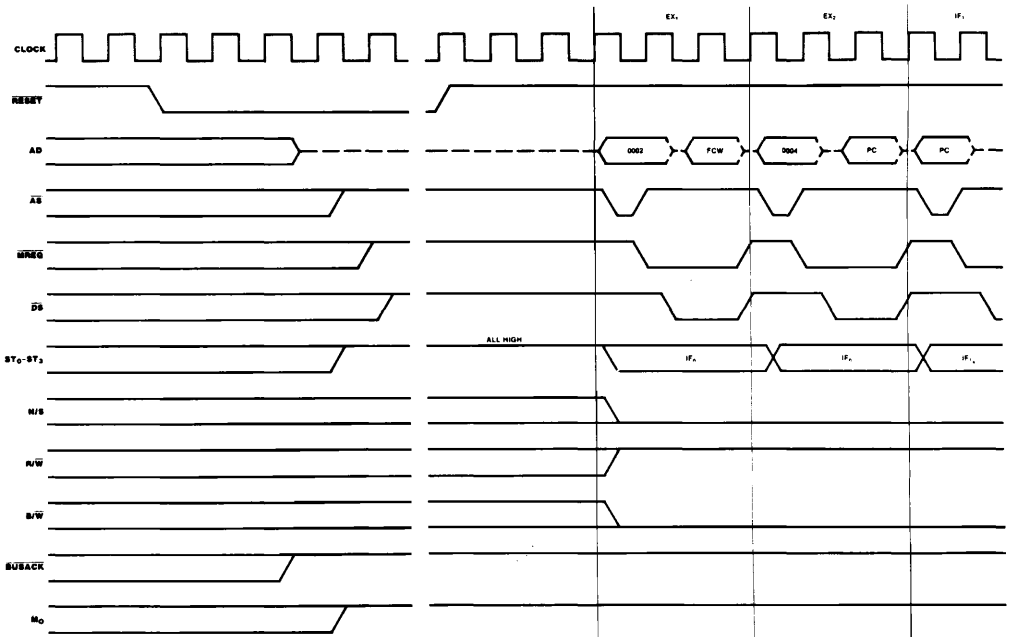 EX₁ EX₂ IF₁
CLOCK
RESET
AD 0002 FCW 0004 PC PC
AS
MREQ
DS
ST₀-ST₃ ALL HIGH IFₙ IFₙ IF₁
N/S
R/W
B/W
BUSACK
M₀